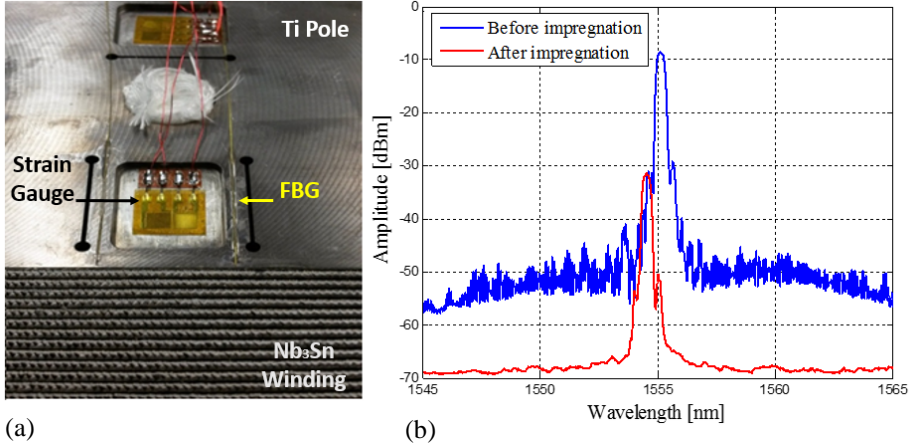 Ti Pole
Strain
Gauge
FBG
Nb₃Sn
Winding
(a)
Before impregnation
After impregnation
0
-10
-20
-30
-40
-50
-60
-70
Amplitude [dBm]
1545
1550
1555
1560
1565
Wavelength [nm]
(b)